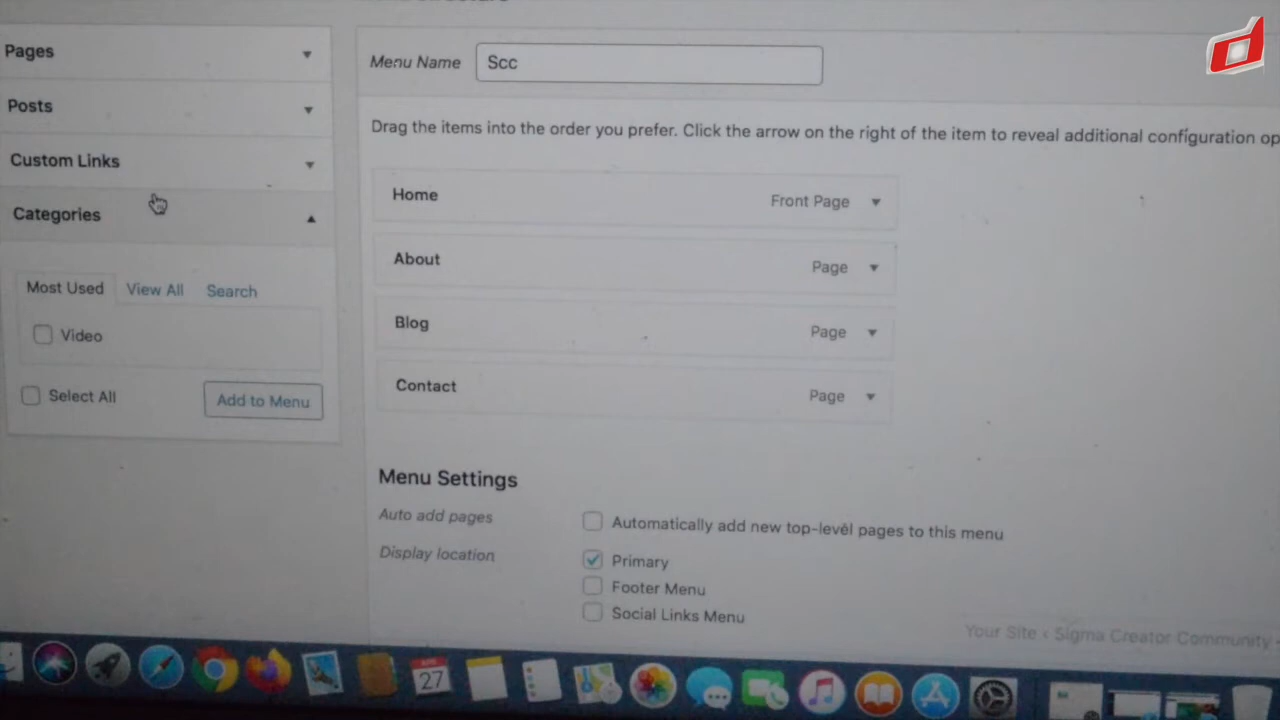 Pages
Posts
Custom Links
Categories
Most Used View All Search
Video
Select All Add to Menu
Menu Name Scc
Drag the items into the order you prefer. Click the arrow on the right of the item to reveal additional configuration op
Home Front Page
About Page
Blog Page
Contact Page
Menu Settings
Auto add pages Automatically add new top-level pages to this menu
Display location Primary
Footer Menu
Social Links Menu
Your Site ‹ Sigma Creator Community
27